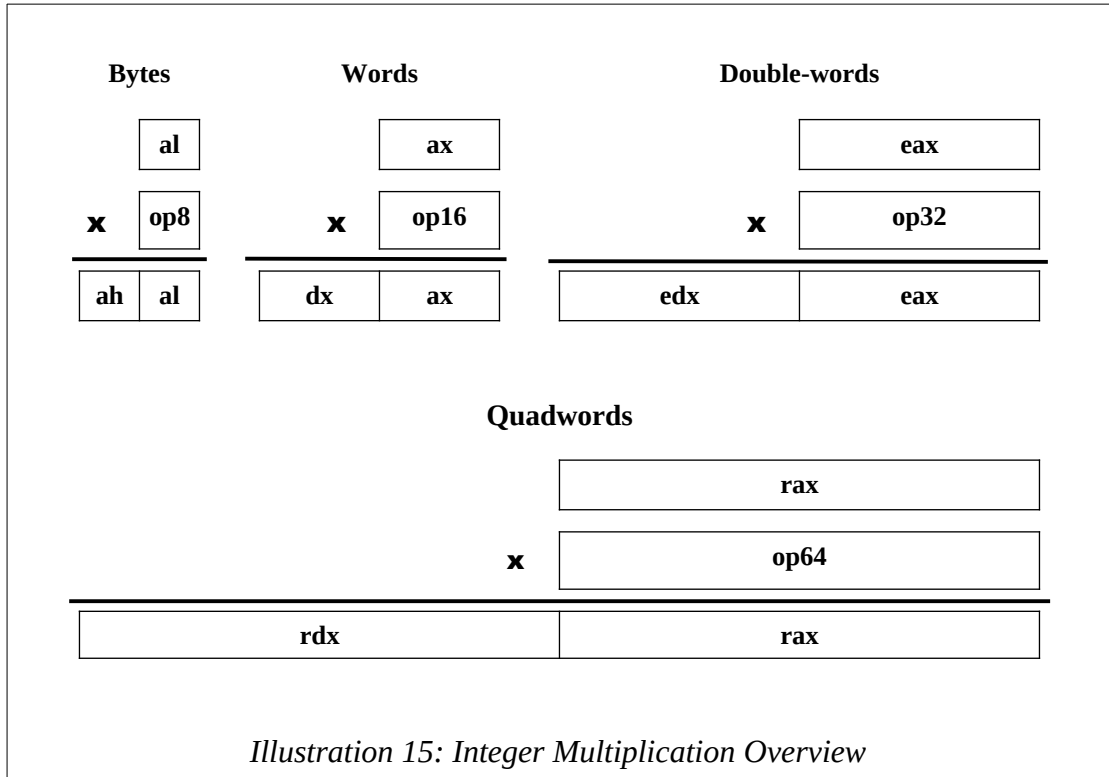 Bytes Words Double-words
al ax eax
x op8 x op16 x op32
ah al dx ax edx eax
Quadwords
rax
x op64
rdx rax
Illustration 15: Integer Multiplication Overview